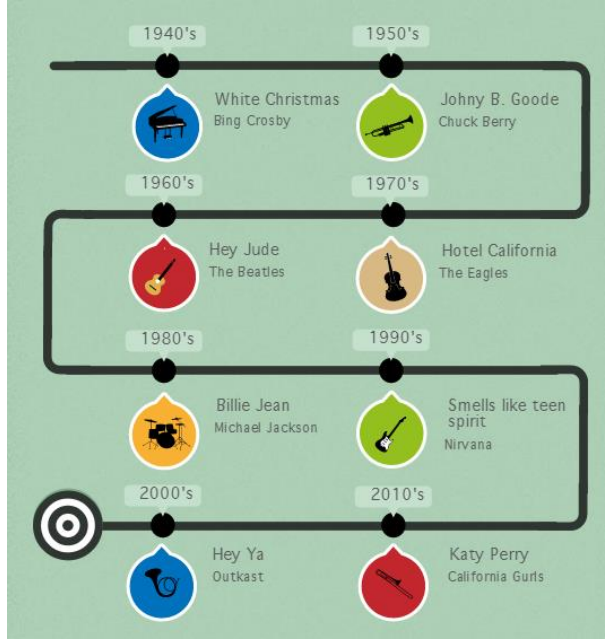 1940's
1950's
White Christmas
Bing Crosby
Johny B. Goode
Chuck Berry
1960's
1970's
Hey Jude
The Beatles
Hotel California
The Eagles
1980's
1990's
Billie Jean
Michael Jackson
Smells like teen
spirit
Nirvana
2000's
2010's
Hey Ya
Outkast
Katy Perry
California Gurls